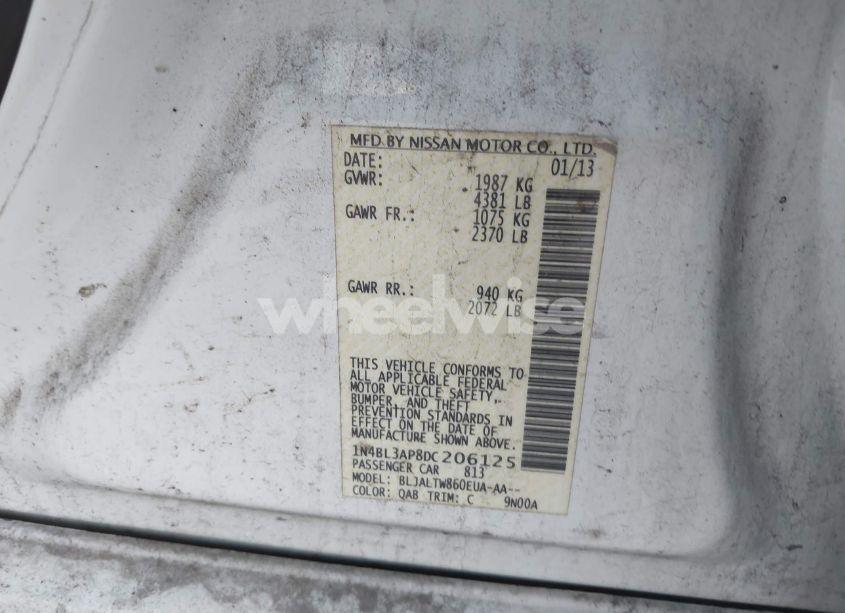 MFD.BY NISSAN MOTOR CO., LTD.
DATE: 01/13
GVWR: 1987 KG
4381 LB
GAWR FR.: 1075 KG
2370 LB
GAWR RR.: 940 KG
2072 LB
wheelwise
THIS VEHICLE CONFORMS TO
ALL APPLICABLE FEDERAL
MOTOR VEHICLE SAFETY,
BUMPER, AND THEFT
PREVENTION STANDARDS IN
EFFECT ON THE DATE OF
MANUFACTURE SHOWN ABOVE.
1N4BL3AP8DC206125
PASSENGER CAR 813
MODEL: BLJALTW860EUA-AA--
COLOR: QAB TRIM: C 9N00A